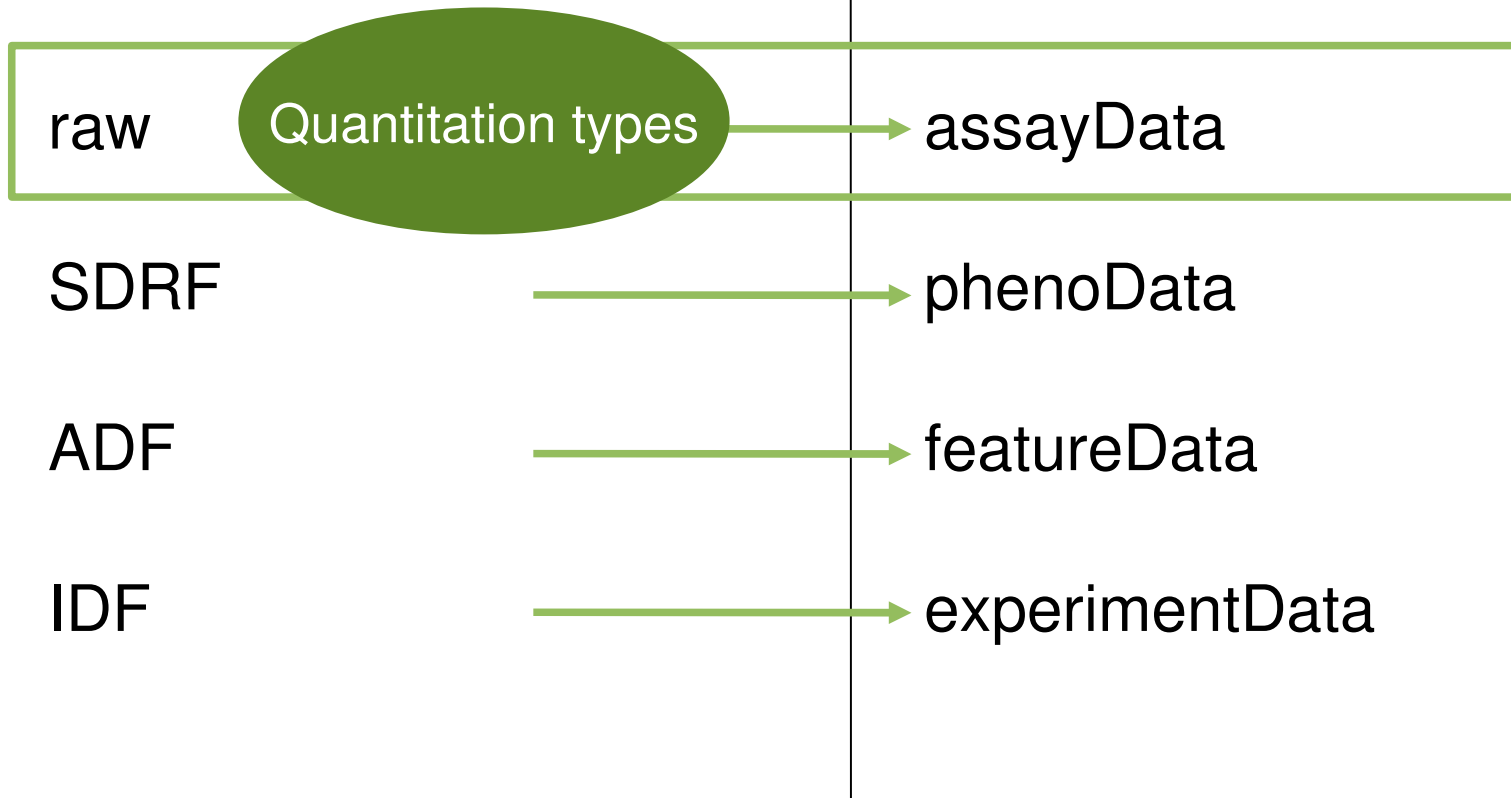 raw Quantitation types assayData
SDRF phenoData
ADF featureData
IDF experimentData